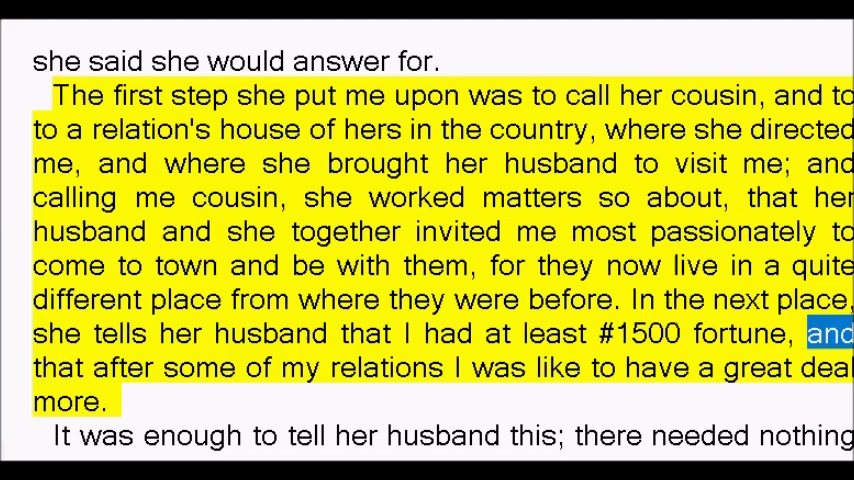 she said she would answer for.
The first step she put me upon was to call her cousin, and to
to a relation's house of hers in the country, where she directed
me, and where she brought her husband to visit me; and
calling me cousin, she worked matters so about, that her
husband and she together invited me most passionately to
come to town and be with them, for they now live in a quite
different place from where they were before. In the next place,
she tells her husband that I had at least #1500 fortune, and
that after some of my relations I was like to have a great deal
more.
It was enough to tell her husband this; there needed nothing